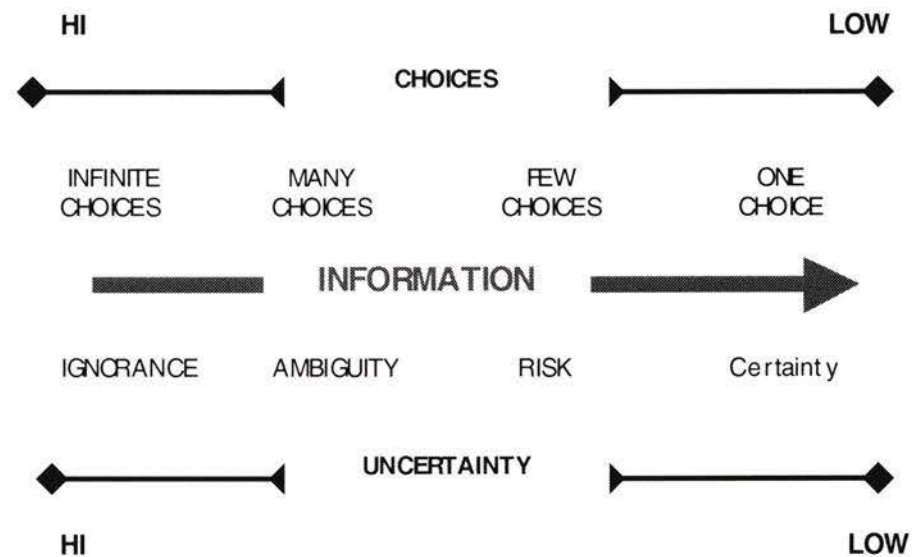 HI LOW
CHOICES
INFINITE MANY FEW ONE
CHOICES CHOICES CHOICES CHOICE
INFORMATION
IGNORANCE AMBIGUITY RISK Certainty
UNCERTAINTY
HI LOW